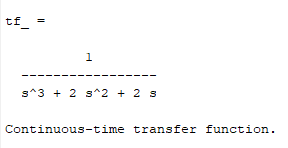 tf_ =
1
-----------------
s^3 + 2 s^2 + 2 s
Continuous-time transfer function.